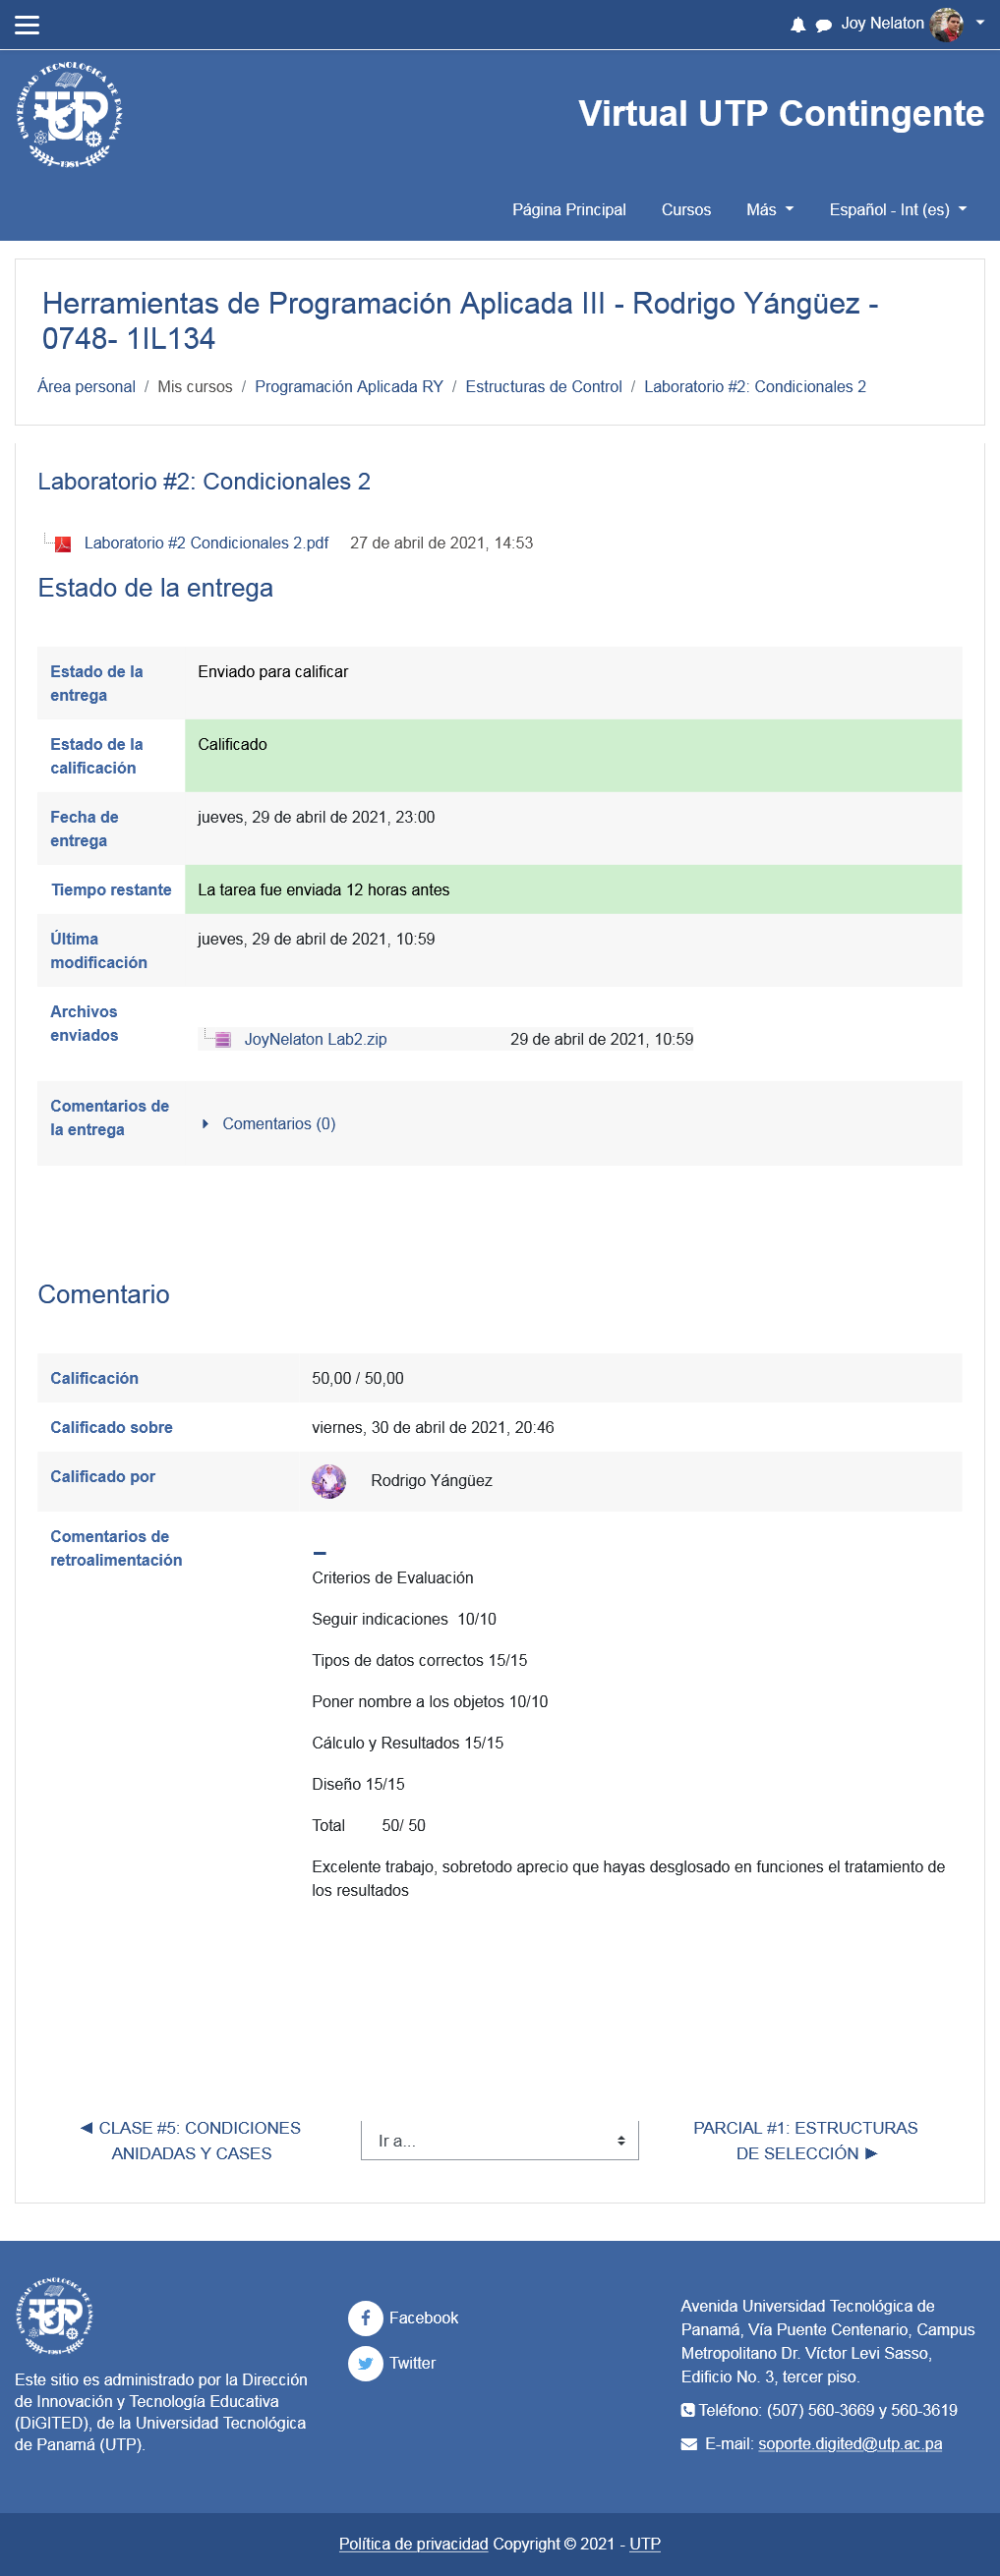 Joy Nelaton
UNIVERSIDAD TECNOLOGICA DE PANAMA
UTP
1981
Virtual UTP Contingente
Página Principal Cursos Más Español - Int (es)
Herramientas de Programación Aplicada III - Rodrigo Yángüez -
0748- 1IL134
Área personal / Mis cursos / Programación Aplicada RY / Estructuras de Control / Laboratorio #2: Condicionales 2
Laboratorio #2: Condicionales 2
Laboratorio #2 Condicionales 2.pdf 27 de abril de 2021, 14:53
Estado de la entrega
Estado de la
entrega
Enviado para calificar
Estado de la
calificación
Calificado
Fecha de
entrega
jueves, 29 de abril de 2021, 23:00
Tiempo restante La tarea fue enviada 12 horas antes
Última
modificación
jueves, 29 de abril de 2021, 10:59
Archivos
enviados
JoyNelaton Lab2.zip 29 de abril de 2021, 10:59
Comentarios de
la entrega
Comentarios (0)
Comentario
Calificación 50,00 / 50,00
Calificado sobre viernes, 30 de abril de 2021, 20:46
Calificado por Rodrigo Yángüez
Comentarios de
retroalimentación
Criterios de Evaluación
Seguir indicaciones  10/10
Tipos de datos correctos 15/15
Poner nombre a los objetos 10/10
Cálculo y Resultados 15/15
Diseño 15/15
Total 50/ 50
Excelente trabajo, sobretodo aprecio que hayas desglosado en funciones el tratamiento de
los resultados
◄ CLASE #5: CONDICIONES
ANIDADAS Y CASES
Ir a...
PARCIAL #1: ESTRUCTURAS
DE SELECCIÓN ►
UTP
Este sitio es administrado por la Dirección
de Innovación y Tecnología Educativa
(DiGITED), de la Universidad Tecnológica
de Panamá (UTP).
Facebook
Twitter
Avenida Universidad Tecnológica de
Panamá, Vía Puente Centenario, Campus
Metropolitano Dr. Víctor Levi Sasso,
Edificio No. 3, tercer piso.
Teléfono: (507) 560-3669 y 560-3619
E-mail: soporte.digited@utp.ac.pa
Política de privacidad Copyright © 2021 - UTP